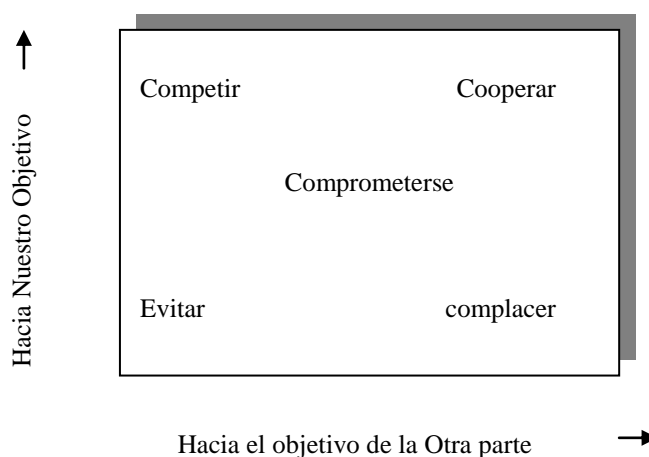 Hacia Nuestro Objetivo
Competir Cooperar
Comprometerse
Evitar complacer
Hacia el objetivo de la Otra parte